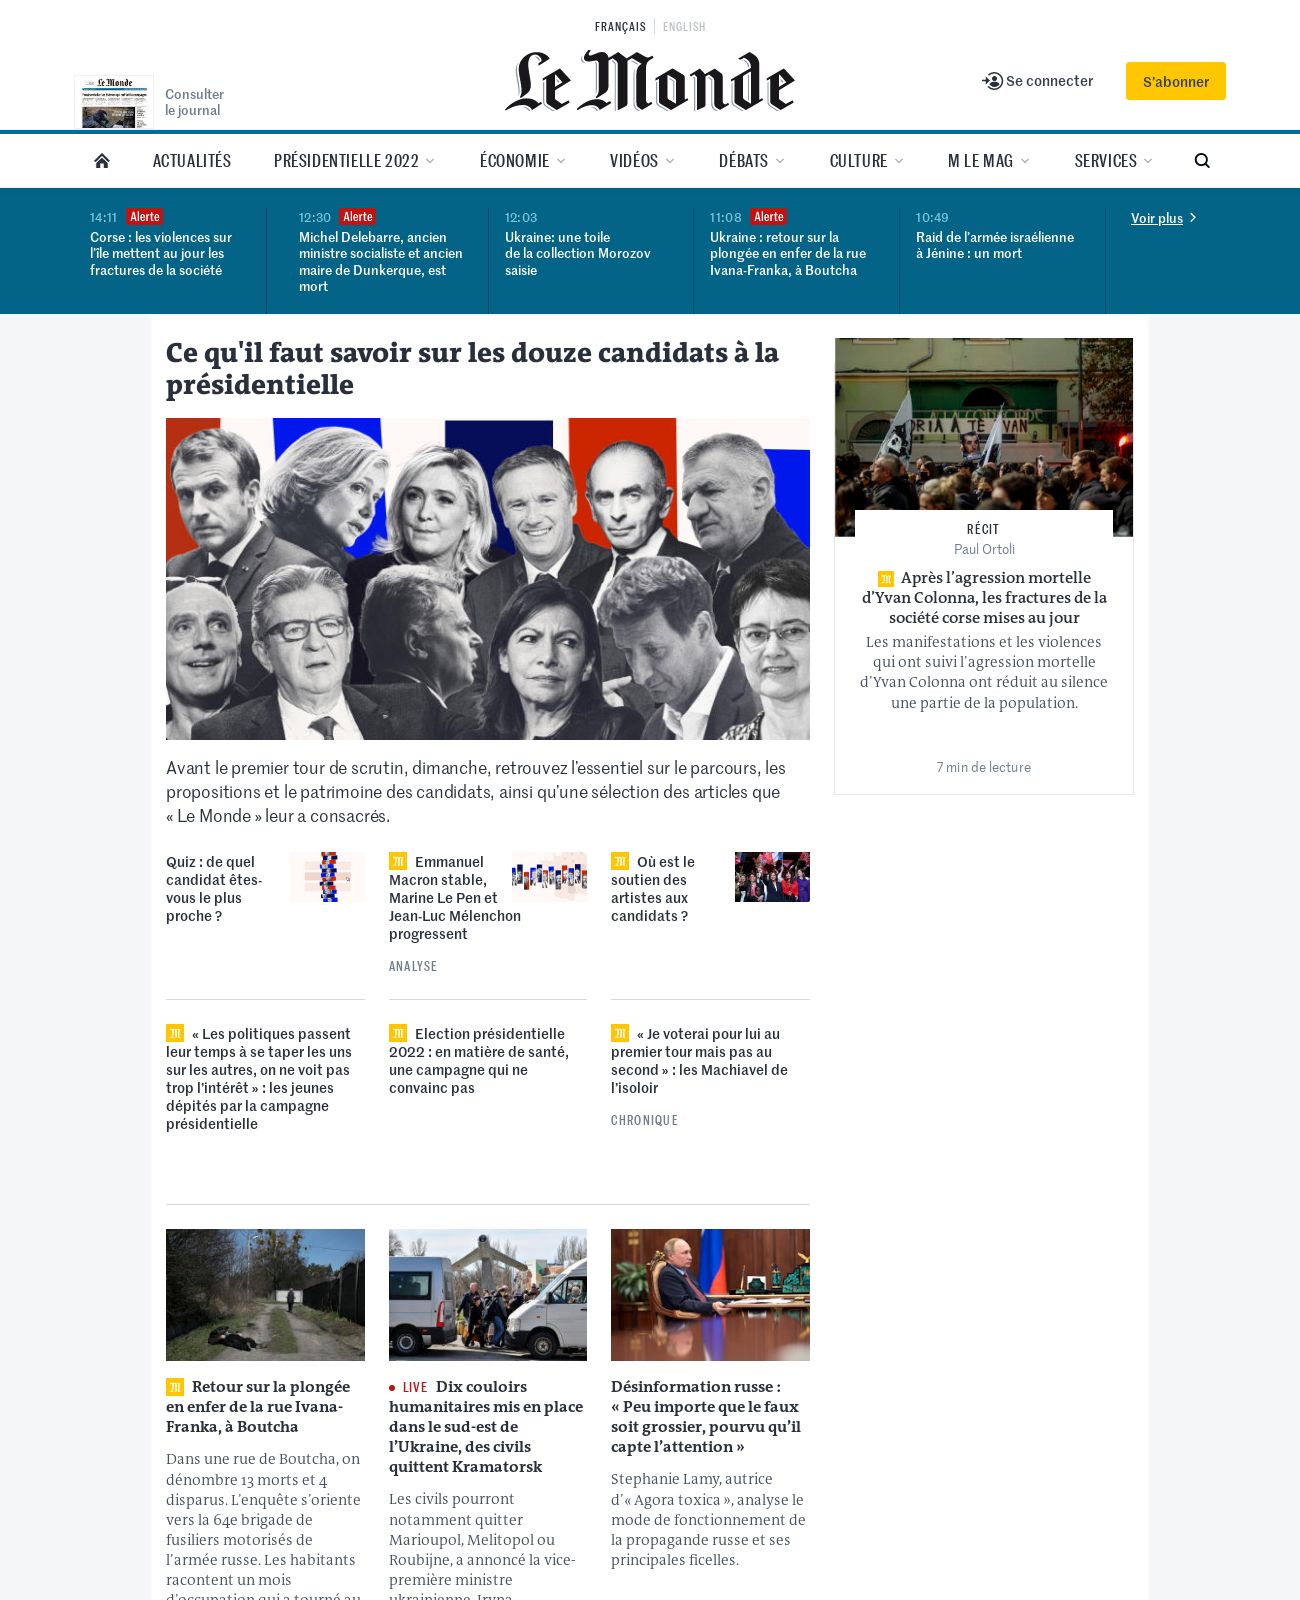 FRANÇAIS ENGLISH
Le Monde
Consulter
le journal
Se connecter
S'abonner
ACTUALITÉS PRÉSIDENTIELLE 2022 ÉCONOMIE VIDÉOS DÉBATS CULTURE M LE MAG SERVICES
14:11 Alerte
Corse : les violences sur
l'île mettent au jour les
fractures de la société
12:30 Alerte
Michel Delebarre, ancien
ministre socialiste et ancien
maire de Dunkerque, est
mort
12:03
Ukraine: une toile
de la collection Morozov
saisie
11:08 Alerte
Ukraine : retour sur la
plongée en enfer de la rue
Ivana-Franka, à Boutcha
10:49
Raid de l'armée israélienne
à Jénine : un mort
Voir plus
Ce qu'il faut savoir sur les douze candidats à la
présidentielle
Avant le premier tour de scrutin, dimanche, retrouvez l'essentiel sur le parcours, les
propositions et le patrimoine des candidats, ainsi qu'une sélection des articles que
« Le Monde » leur a consacrés.
RÉCIT
Paul Ortoli
Après l'agression mortelle
d'Yvan Colonna, les fractures de la
société corse mises au jour
Les manifestations et les violences
qui ont suivi l'agression mortelle
d'Yvan Colonna ont réduit au silence
une partie de la population.
7 min de lecture
Quiz : de quel
candidat êtes-
vous le plus
proche ?
Emmanuel
Macron stable,
Marine Le Pen et
Jean-Luc Mélenchon
progressent
ANALYSE
Où est le
soutien des
artistes aux
candidats ?
« Les politiques passent
leur temps à se taper les uns
sur les autres, on ne voit pas
trop l'intérêt » : les jeunes
dépités par la campagne
présidentielle
Election présidentielle
2022 : en matière de santé,
une campagne qui ne
convainc pas
« Je voterai pour lui au
premier tour mais pas au
second » : les Machiavel de
l'isoloir
CHRONIQUE
Retour sur la plongée
en enfer de la rue Ivana-
Franka, à Boutcha
Dans une rue de Boutcha, on
dénombre 13 morts et 4
disparus. L'enquête s'oriente
vers la 64e brigade de
fusiliers motorisés de
l'armée russe. Les habitants
racontent un mois
d'occupation qui a tourné au
LIVE Dix couloirs
humanitaires mis en place
dans le sud-est de
l'Ukraine, des civils
quittent Kramatorsk
Les civils pourront
notamment quitter
Marioupol, Melitopol ou
Roubijne, a annoncé la vice-
première ministre
ukrainienne, Iryna
Désinformation russe :
« Peu importe que le faux
soit grossier, pourvu qu'il
capte l'attention »
Stephanie Lamy, autrice
d'« Agora toxica », analyse le
mode de fonctionnement de
la propagande russe et ses
principales ficelles.